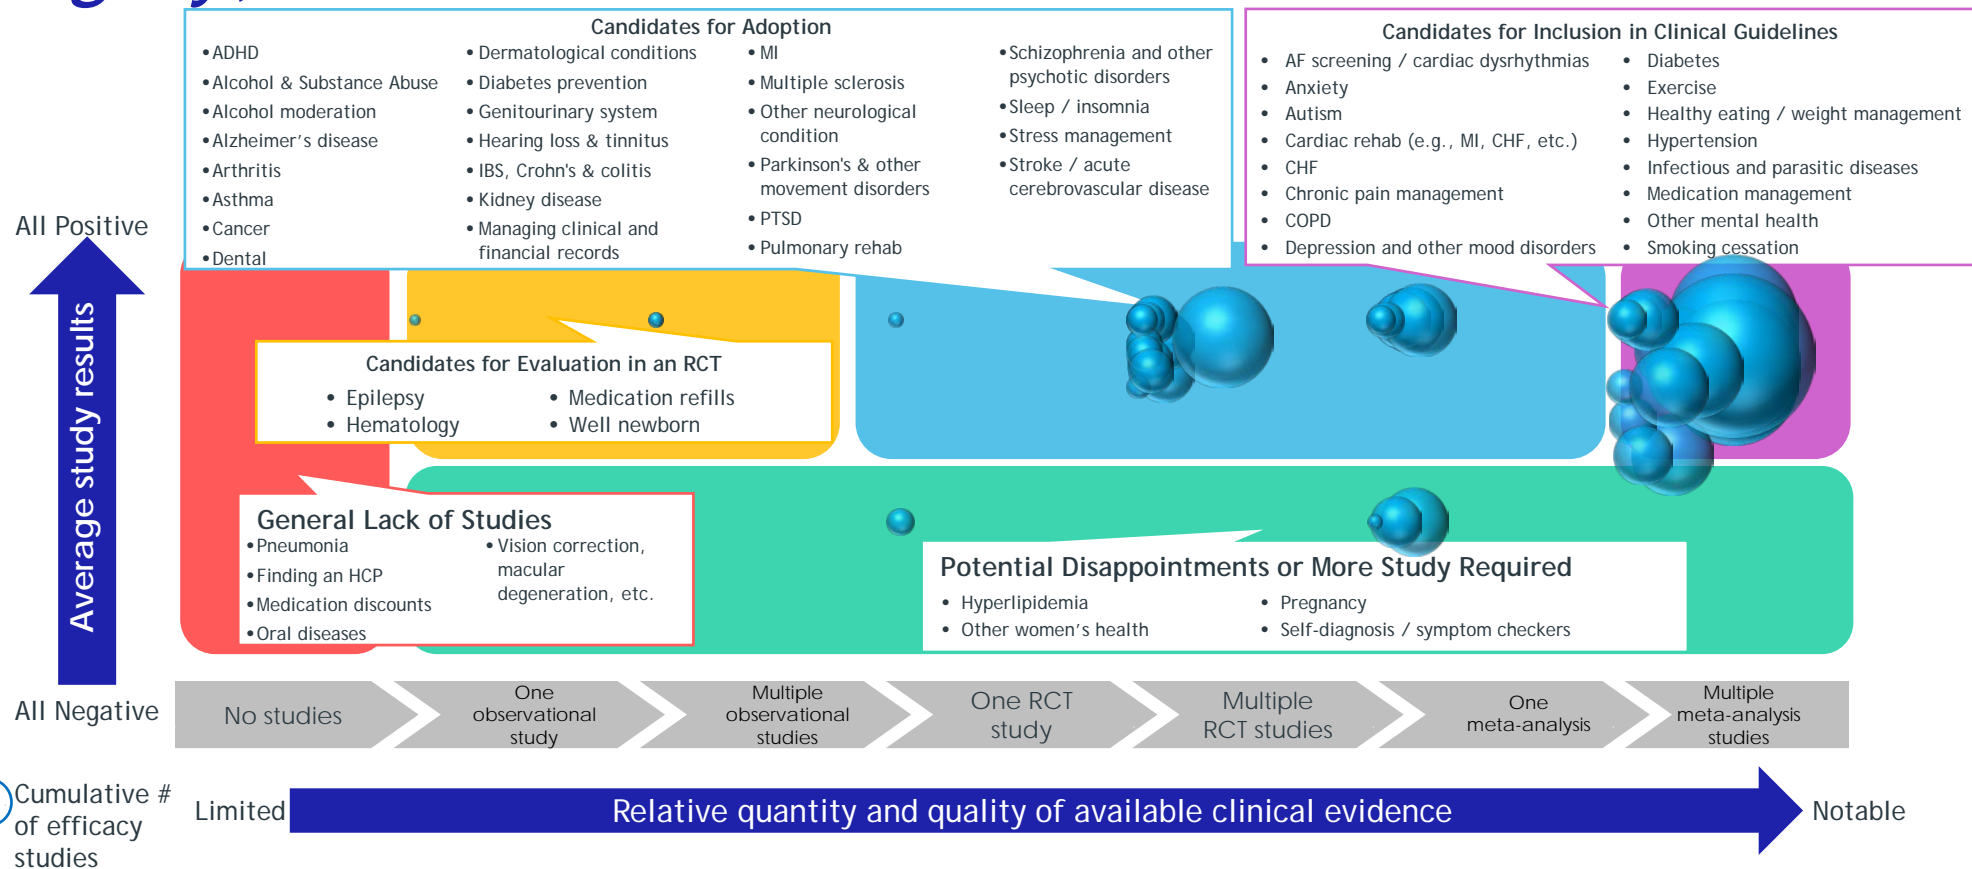 Candidates for Adoption
• ADHD
• Alcohol & Substance Abuse
• Alcohol moderation
• Alzheimer's disease
• Arthritis
• Asthma
• Cancer
• Dental
• Dermatological conditions
• Diabetes prevention
• Genitourinary system
• Hearing loss & tinnitus
• IBS, Crohn's & colitis
• Kidney disease
• Managing clinical and
financial records
• MI
• Multiple sclerosis
• Other neurological
condition
• Parkinson's & other
movement disorders
• PTSD
• Pulmonary rehab
• Schizophrenia and other
psychotic disorders
• Sleep / insomnia
• Stress management
• Stroke / acute
cerebrovascular disease
Candidates for Inclusion in Clinical Guidelines
• AF screening / cardiac dysrhythmias
• Anxiety
• Autism
• Cardiac rehab (e.g., MI, CHF, etc.)
• CHF
• Chronic pain management
• COPD
• Depression and other mood disorders
• Diabetes
• Exercise
• Healthy eating / weight management
• Hypertension
• Infectious and parasitic diseases
• Medication management
• Other mental health
• Smoking cessation
All Positive
Average study results
All Negative
Candidates for Evaluation in an RCT
• Epilepsy
• Hematology
• Medication refills
• Well newborn
General Lack of Studies
• Pneumonia
• Finding an HCP
• Medication discounts
• Oral diseases
• Vision correction,
macular
degeneration, etc.
Potential Disappointments or More Study Required
• Hyperlipidemia
• Other women's health
• Pregnancy
• Self-diagnosis / symptom checkers
No studies
One
observational
study
Multiple
observational
studies
One RCT
study
Multiple
RCT studies
One
meta-analysis
Multiple
meta-analysis
studies
Cumulative #
of efficacy
studies
Limited
Relative quantity and quality of available clinical evidence
Notable